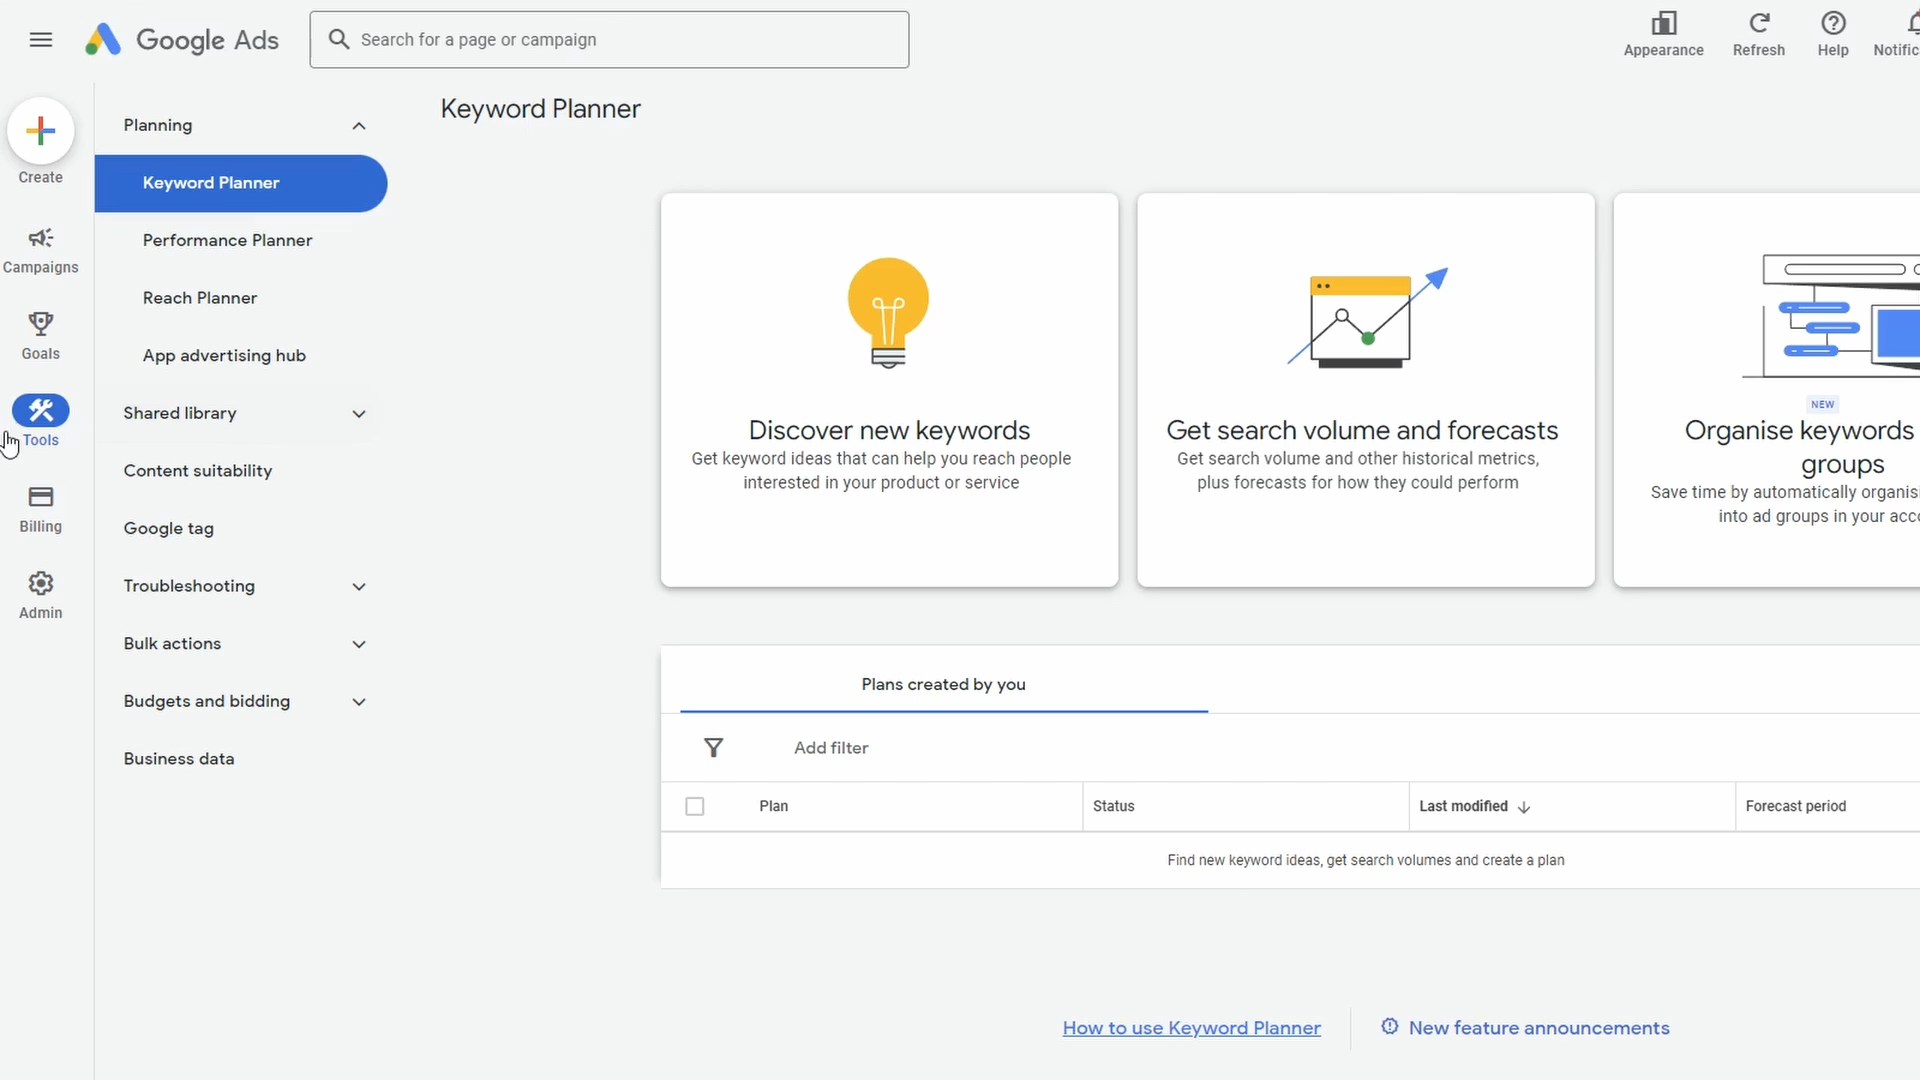 Google Ads
Search for a page or campaign
Appearance
Refresh
Help
Create
Campaigns
Goals
Tools
Billing
Admin
Planning
Keyword Planner
Performance Planner
Reach Planner
App advertising hub
Shared library
Content suitability
Google tag
Troubleshooting
Bulk actions
Budgets and bidding
Business data
Keyword Planner
Discover new keywords
Get keyword ideas that can help you reach people
interested in your product or service
Get search volume and forecasts
Get search volume and other historical metrics,
plus forecasts for how they could perform
NEW
Organise keywords
groups
Save time by automatically
into ad groups in your
Plans created by you
Add filter
Plan
Status
Last modified
Forecast period
Find new keyword ideas, get search volumes and create a plan
How to use Keyword Planner
New feature announcements